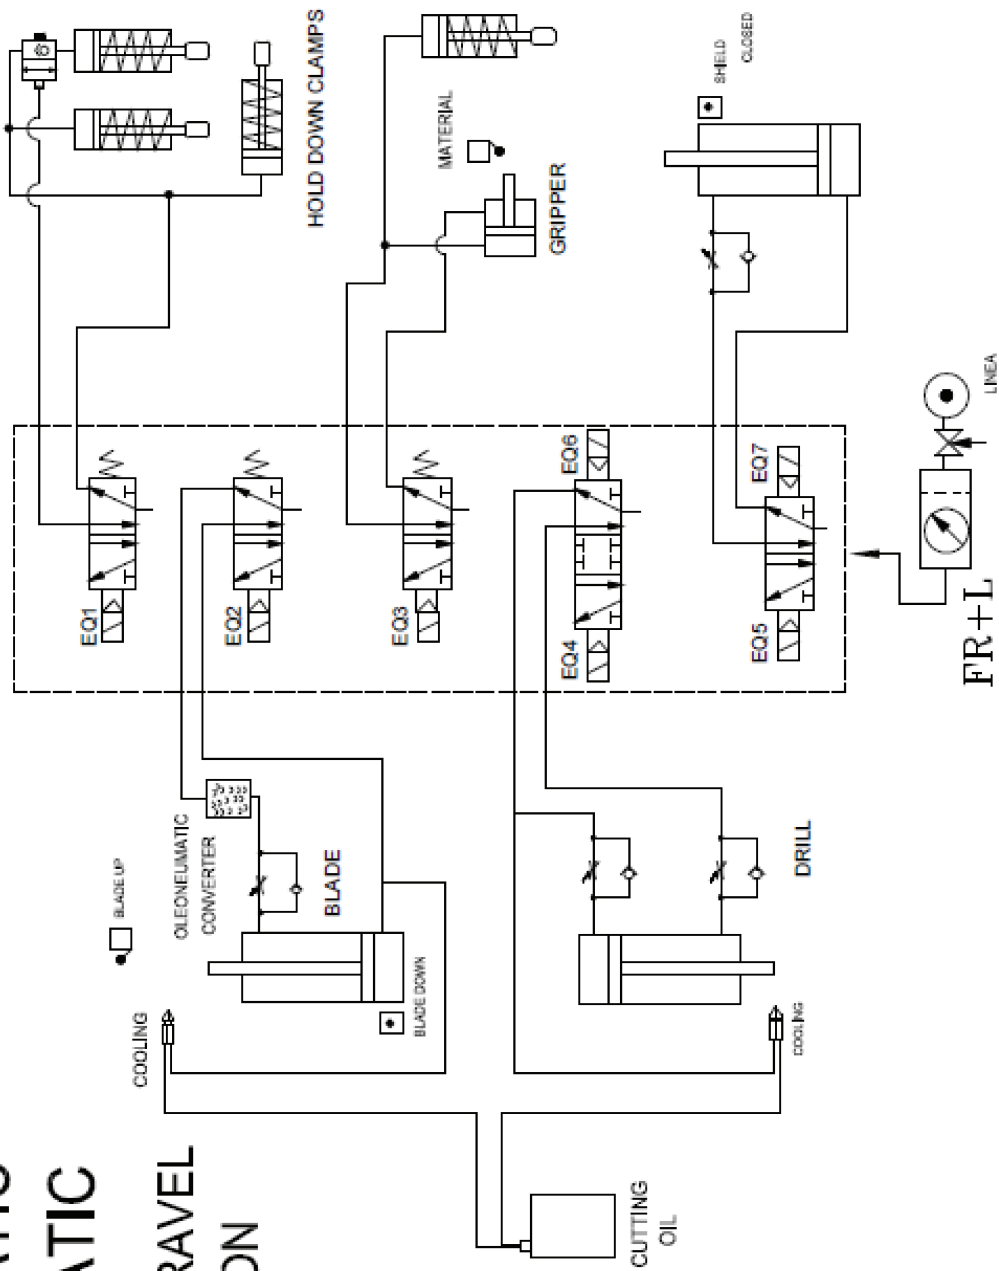 HOLD DOWN CLAMPS
MATERIAL
GRIPPER
SHIELD
CLOSED
EQ1
EQ2
EQ3
EQ6
EQ4
EQ7
EQ5
LINEA
FR+L
OLEONEUMATIC
CONVERTER
BLADE UP
BLADE
BLADE DOWN
DRILL
COOLING
COOLING
CUTTING
OIL
ATIC
RAVEL
ON